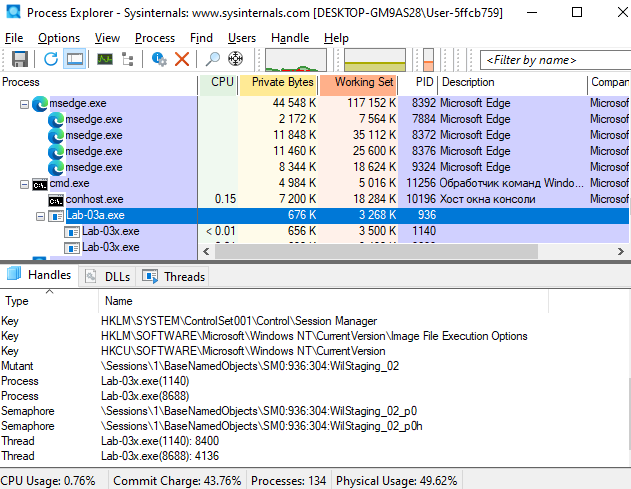 Process Explorer - Sysinternals: www.sysinternals.com [DESKTOP-GM9AS28\User-5ffcb759]
File Options View Process Find Users Handle Help
<Filter by name>
Process CPU Private Bytes Working Set PID Description Compan
msedge.exe 44 548 K 117 152 K 8392 Microsoft Edge Microsof
msedge.exe 2 172 K 7 564 K 7884 Microsoft Edge Microsof
msedge.exe 11 848 K 35 112 K 8372 Microsoft Edge Microsof
msedge.exe 11 460 K 25 600 K 8376 Microsoft Edge Microsof
msedge.exe 8 344 K 18 624 K 9324 Microsoft Edge Microsof
cmd.exe 4 984 K 5 016 K 11256 Обработчик команд Windo... Microsof
conhost.exe 0.15 7 200 K 18 284 K 10196 Хост окна консоли Microsof
Lab-03a.exe 676 K 3 268 K 936
Lab-03x.exe < 0.01 656 K 3 500 K 1140
Lab-03x.exe
Handles DLLs Threads
Type Name
Key HKLM\SYSTEM\ControlSet001\Control\Session Manager
Key HKLM\SOFTWARE\Microsoft\Windows NT\CurrentVersion\Image File Execution Options
Key HKCU\SOFTWARE\Microsoft\Windows NT\CurrentVersion
Mutant \Sessions\1\BaseNamedObjects\SM0:936:304:WilStaging_02
Process Lab-03x.exe(1140)
Process Lab-03x.exe(8688)
Semaphore \Sessions\1\BaseNamedObjects\SM0:936:304:WilStaging_02_p0
Semaphore \Sessions\1\BaseNamedObjects\SM0:936:304:WilStaging_02_p0h
Thread Lab-03x.exe(1140): 8400
Thread Lab-03x.exe(8688): 4136
CPU Usage: 0.76% Commit Charge: 43.76% Processes: 134 Physical Usage: 49.62%